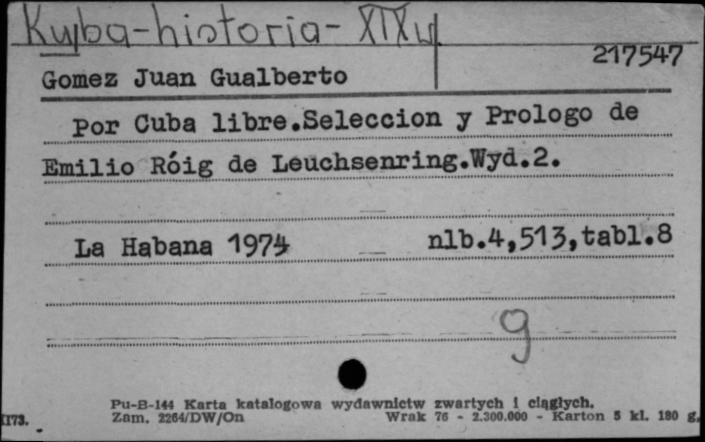 Kuba-historia-XIXw
217547
Gomez Juan Gualberto
Por Cuba libre.Seleccion y Prologo de
Emilio Róig de Leuchsenring.Wyd.2.
La Habana 1974 nlb.4,513,tabl.8
g
Pu-B-144 Karta katalogowa wydawnictw zwartych i ciągłych.
I173. Zam. 2264/DW/On Wrak 76 - 2.300.000 - Karton 5 kl. 180 g.